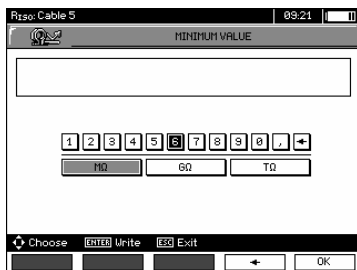 RISO: Cable 5 09:21
MINIMUM VALUE
1 2 3 4 5 6 7 8 9 0 , ←
MΩ GΩ TΩ
Choose ENTER Write ESC Exit
← OK